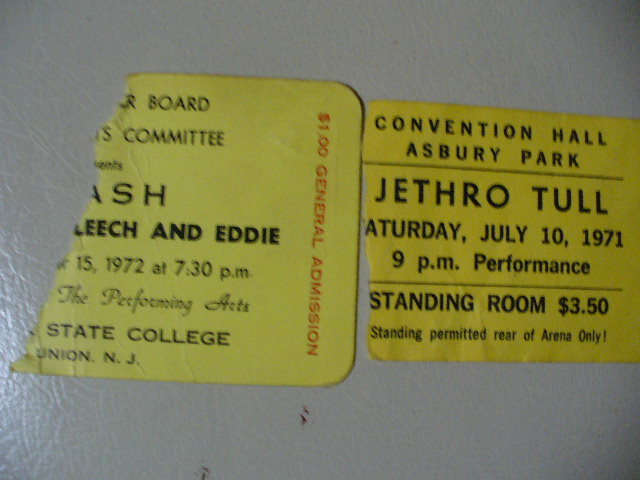 R BOARD
S COMMITTEE
ents
ASH
LEECH AND EDDIE
15, 1972 at 7:30 p.m.
The Performing Arts
STATE COLLEGE
UNION, N. J.
$1.00 GENERAL ADMISSION
CONVENTION HALL
ASBURY PARK
JETHRO TULL
ATURDAY, JULY 10, 1971
9 p.m. Performance
STANDING ROOM $3.50
Standing permitted rear of Arena Only!